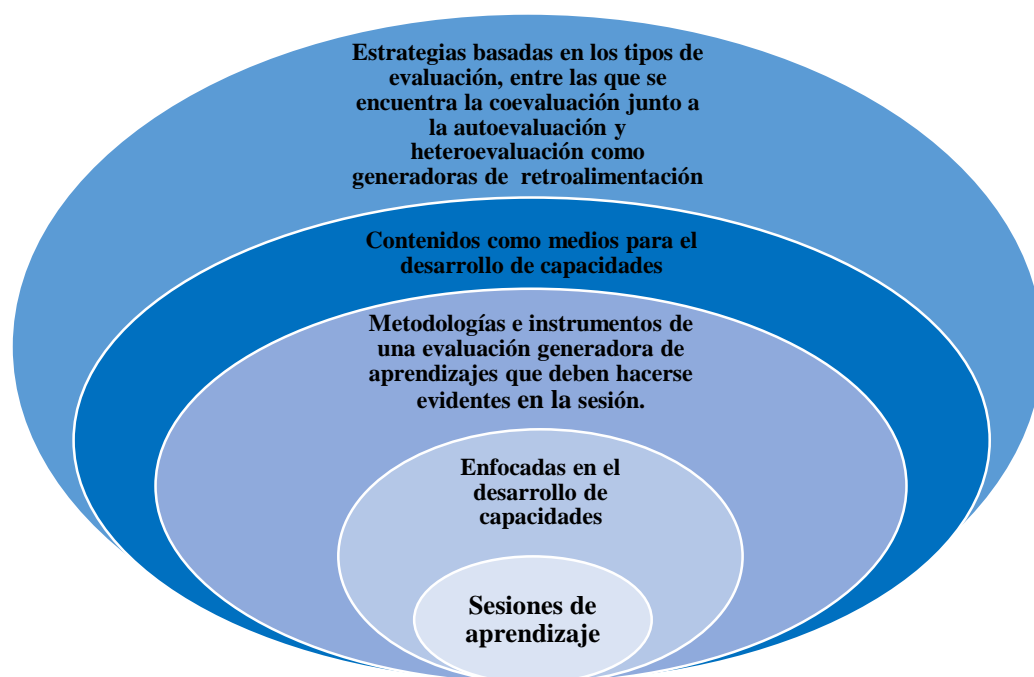 Estrategias basadas en los tipos de
evaluación, entre las que se
encuentra la coevaluación junto a
la autoevaluación y
heteroevaluación como
generadoras de retroalimentación
Contenidos como medios para el
desarrollo de capacidades
Metodologías e instrumentos de
una evaluación generadora de
aprendizajes que deben hacerse
evidentes en la sesión.
Enfocadas en el
desarrollo de
capacidades
Sesiones de
aprendizaje